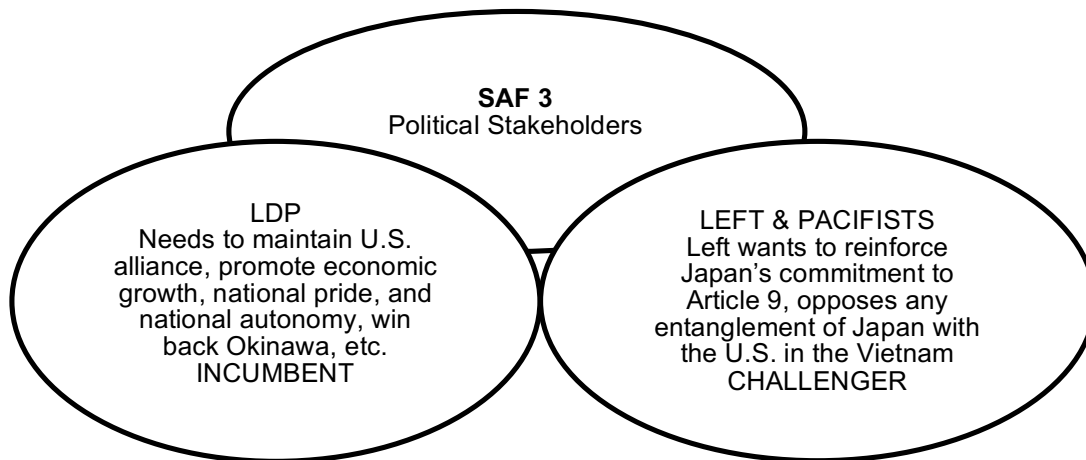 SAF 3
Political Stakeholders
LDP
Needs to maintain U.S.
alliance, promote economic
growth, national pride, and
national autonomy, win
back Okinawa, etc.
INCUMBENT
LEFT & PACIFISTS
Left wants to reinforce
Japan’s commitment to
Article 9, opposes any
entanglement of Japan with
the U.S. in the Vietnam
CHALLENGER